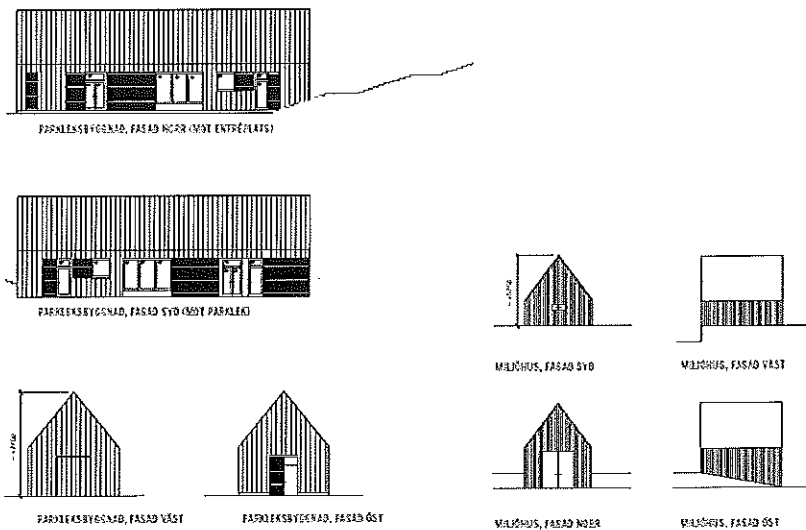 PARKLEKSBYGGNAD, FASAD NORR (MOT ENTRÉPLATS)
PARKLEKSBYGGNAD, FASAD SYD (MOT PARKLEK)
MILJÖHUS, FASAD SYD
MILJÖHUS, FASAD VÄST
PARKLEKSBYGGNAD, FASAD VÄST
PARKLEKSBYGGNAD, FASAD ÖST
MILJÖHUS, FASAD NORR
MILJÖHUS, FASAD ÖST